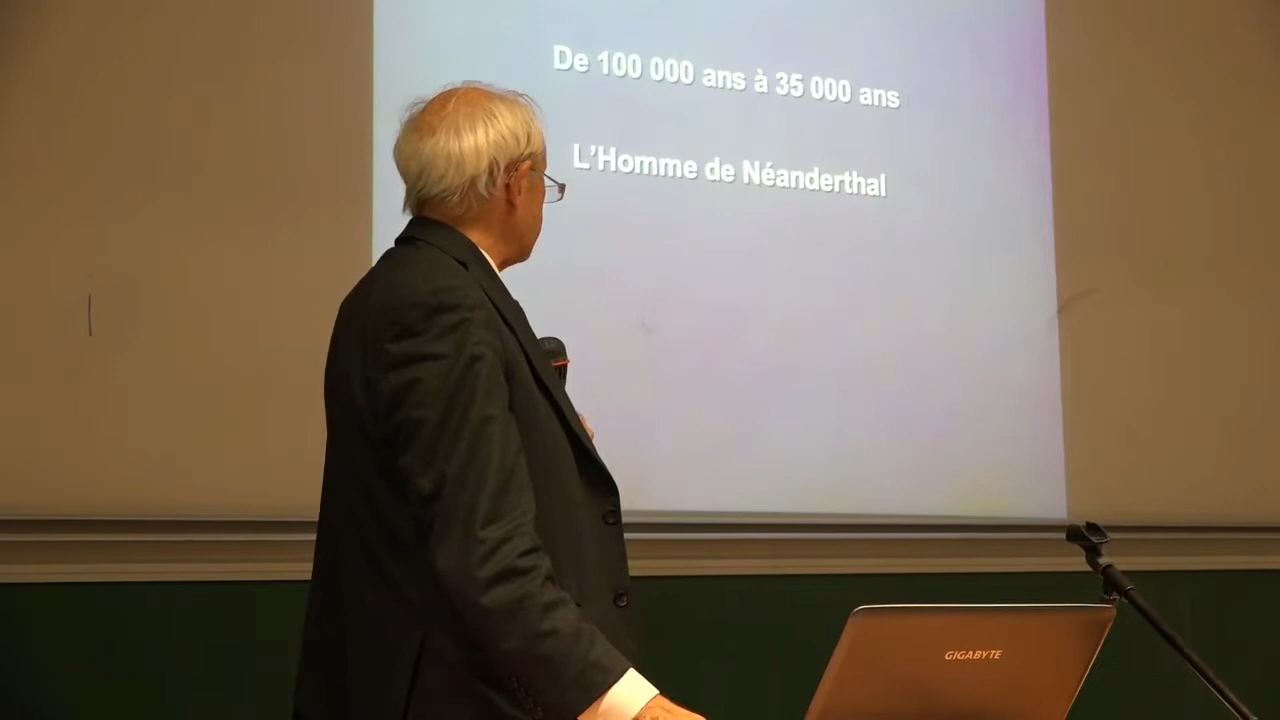 De 100 000 ans à 35 000 ans
L’Homme de Néanderthal
GIGABYTE